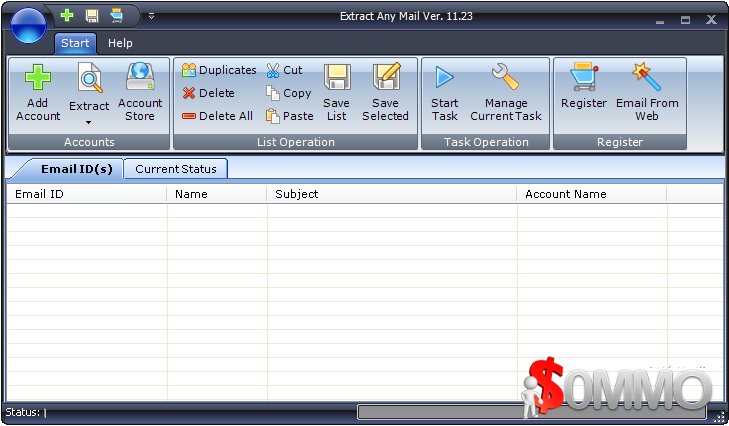 Extract Any Mail Ver. 11.23
Start Help
Add Account
Extract
Account Store
Accounts
Duplicates
Delete
Delete All
Cut
Copy
Paste
Save List
Save Selected
List Operation
Start Task
Manage Current Task
Task Operation
Register
Email From Web
Register
Email ID(s) Current Status
Email ID Name Subject Account Name
$OMMO
Status: